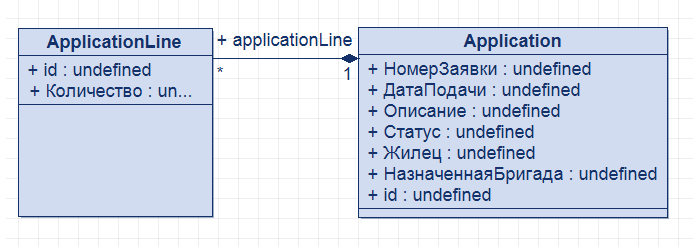 ApplicationLine
+ id : undefined
+ Количество : un...
+ applicationLine
*
1
Application
+ НомерЗаявки : undefined
+ ДатаПодачи : undefined
+ Описание : undefined
+ Статус : undefined
+ Жилец : undefined
+ НазначеннаяБригада : undefined
+ id : undefined